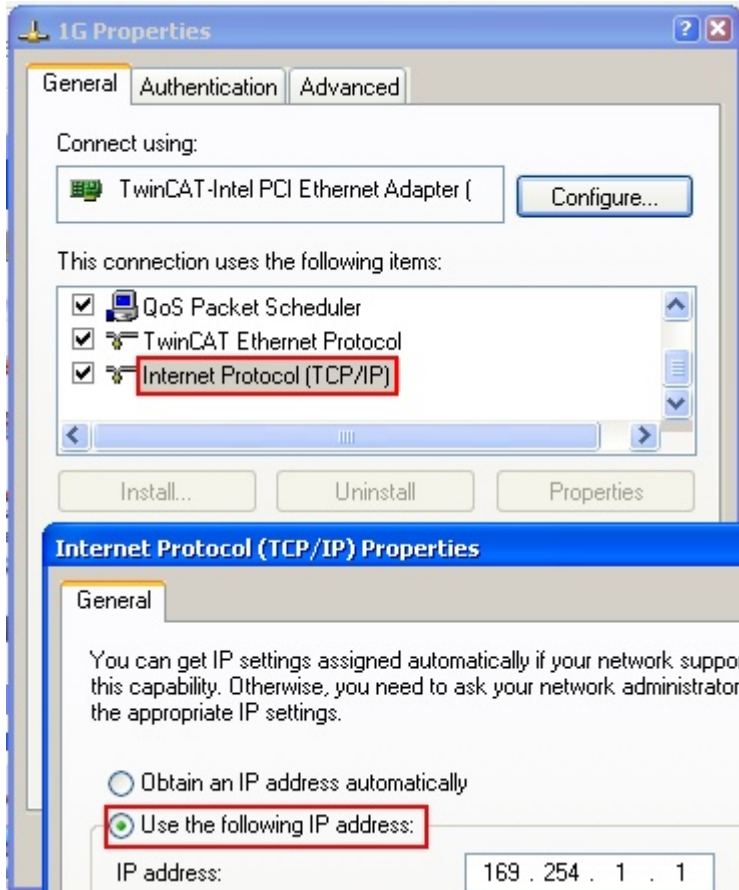 1G Properties
General Authentication Advanced
Connect using:
TwinCAT-Intel PCI Ethernet Adapter (
Configure...
This connection uses the following items:
QoS Packet Scheduler
TwinCAT Ethernet Protocol
Internet Protocol (TCP/IP)
Install... Uninstall Properties
Internet Protocol (TCP/IP) Properties
General
You can get IP settings assigned automatically if your network suppo
this capability. Otherwise, you need to ask your network administrator
the appropriate IP settings.
Obtain an IP address automatically
Use the following IP address:
IP address: 169 . 254 . 1 . 1